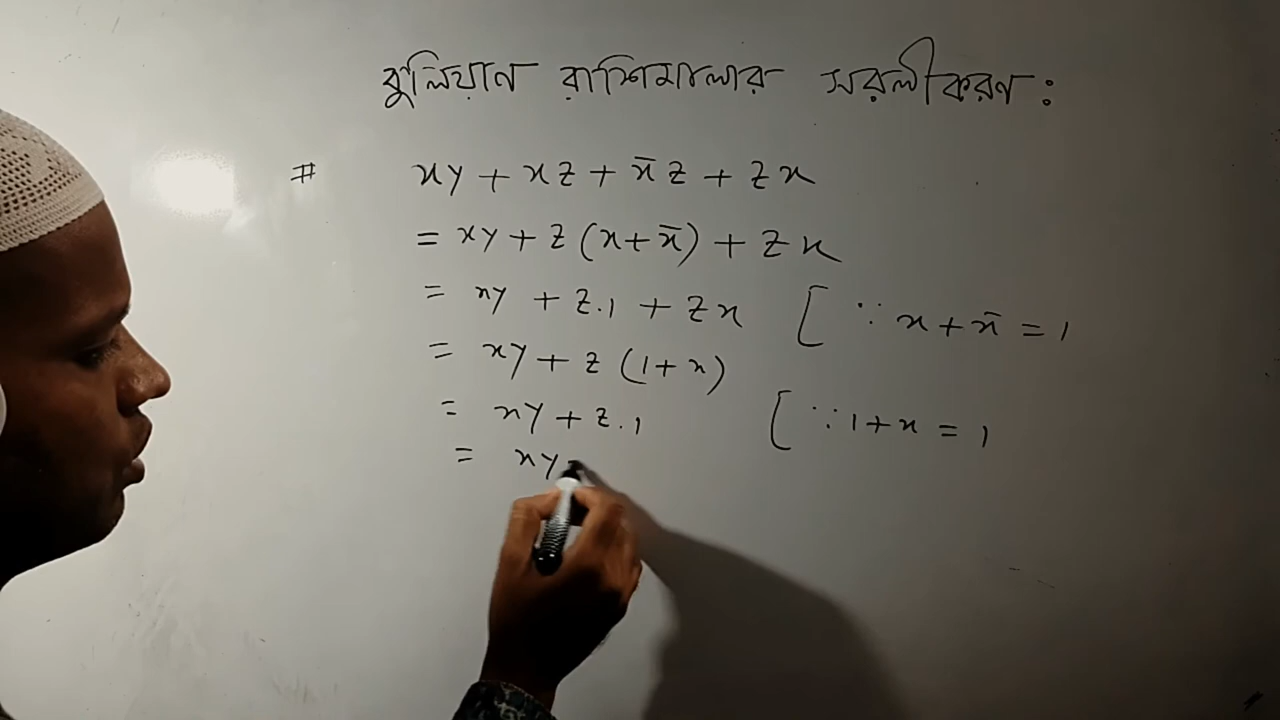 বুলিয়ান রাশিমালার সরলীকরণ :
# xy + xz + x̄z + zx
= xy + z(x + x̄) + zx
= xy + z.1 + zx [ ∵ x + x̄ = 1
= xy + z(1 + x)
= xy + z.1 [ ∵ 1 + x = 1
= xy